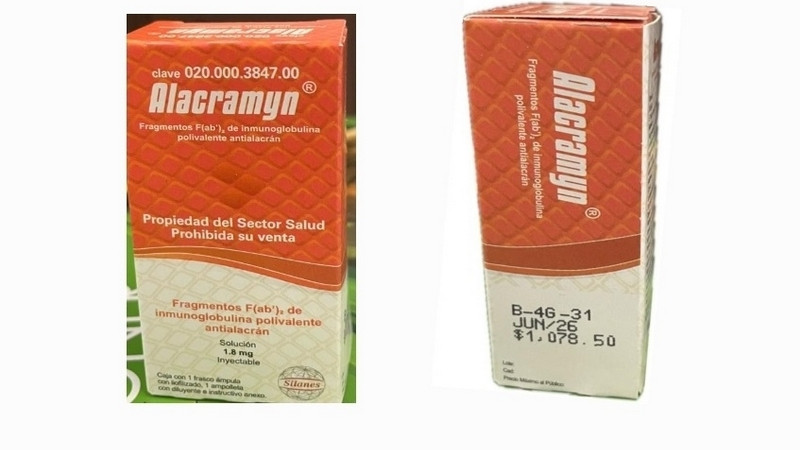 clave 020.000.3847.00
Alacramyn®
Fragmentos F(ab')₂ de inmunoglobulina
polivalente antialacrán
Propiedad del Sector Salud
Prohibida su venta
Fragmentos F(ab')₂ de
inmunoglobulina polivalente
antialacrán
Solución
1.8 mg
Inyectable
Caja con 1 frasco ámpula
con liofilizado, 1 ampolleta
con diluyente e instructivo anexo.
Silanes
Alacramyn®
Fragmentos F(ab')₂ de inmunoglobulina
polivalente antialacrán
B-4G-31
JUN/26
$1,078.50
Lote:
Cad:
Precio Máximo al Público